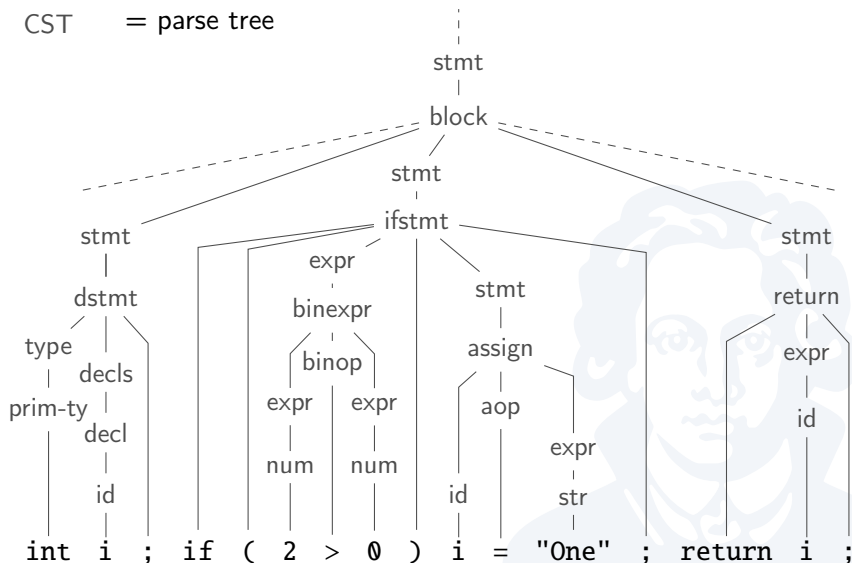 CST = parse tree
stmt
block
stmt
ifstmt
stmt stmt
expr
stmt
dstmt return
binexpr
type assign expr
decls binop
prim-ty expr expr aop
id
decl
expr
num num
id id str
int i ; if ( 2 > 0 ) i = "One" ; return i ;